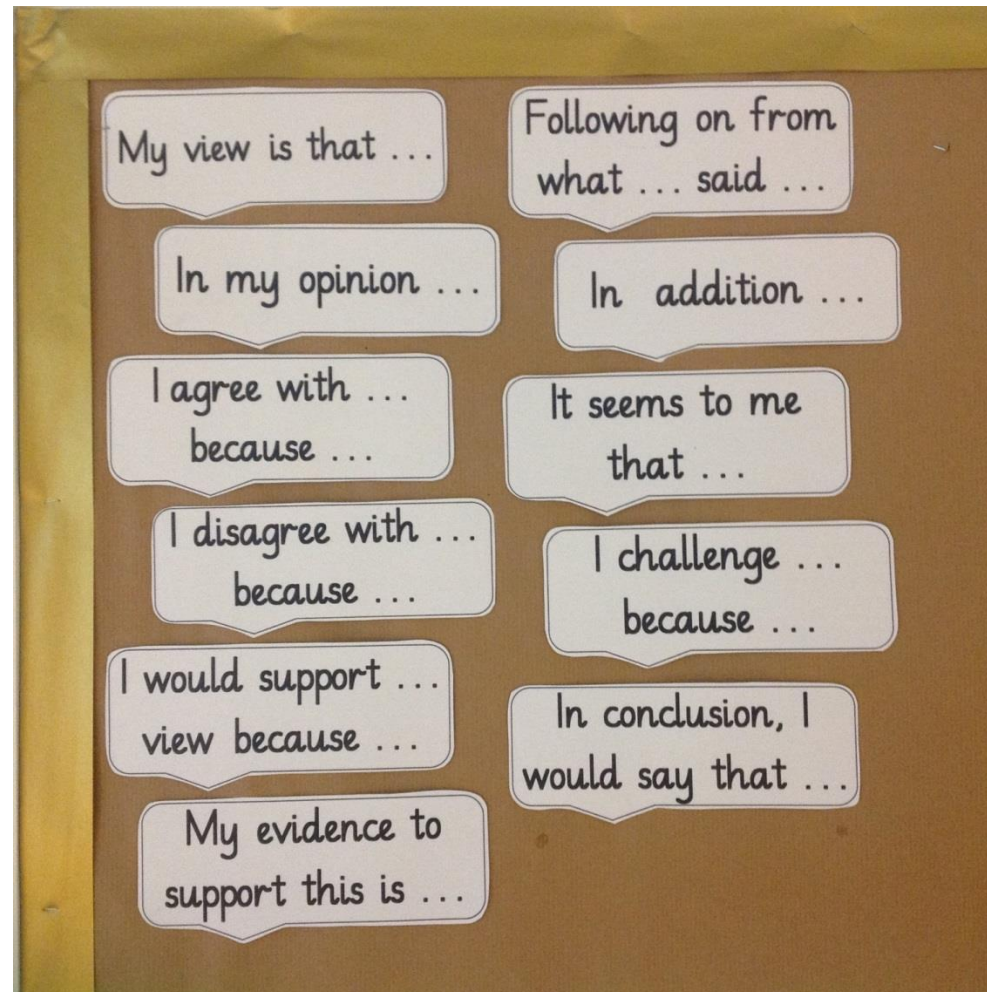 My view is that ...
In my opinion ...
I agree with ...
because ...
I disagree with ...
because ...
I would support ...
view because ...
My evidence to
support this is ...
Following on from
what ... said ...
In addition ...
It seems to me
that ...
I challenge ...
because ...
In conclusion, I
would say that ...